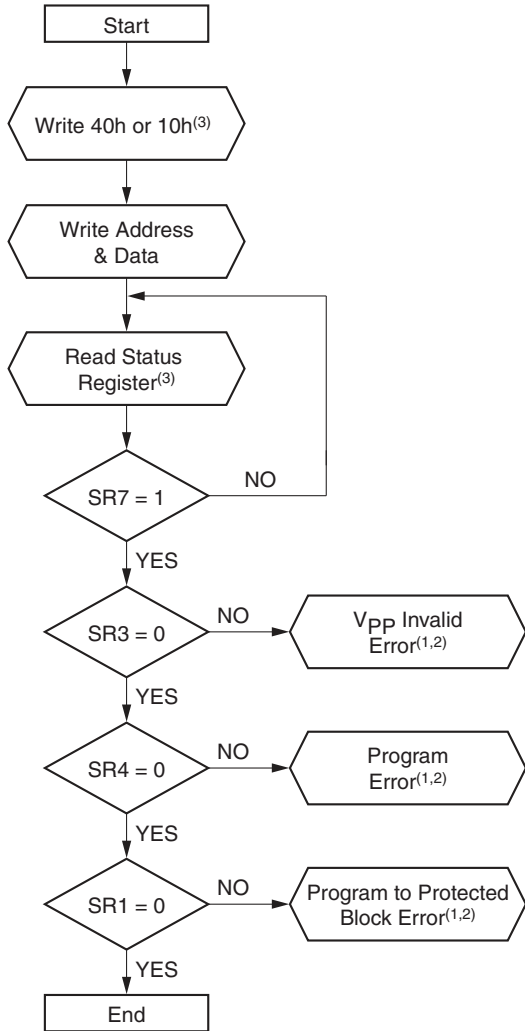 Start
Write 40h or 10h(3)
Write Address
& Data
Read Status
Register(3)
SR7 = 1
NO
YES
SR3 = 0
NO
VPP Invalid
Error(1,2)
YES
SR4 = 0
NO
Program
Error(1,2)
YES
SR1 = 0
NO
Program to Protected
Block Error(1,2)
YES
End